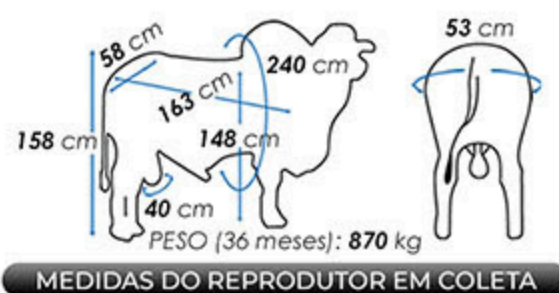 58 cm
53 cm
240 cm
163 cm
158 cm
148 cm
40 cm
PESO (36 meses): 870 kg
MEDIDAS DO REPRODUTOR EM COLETA